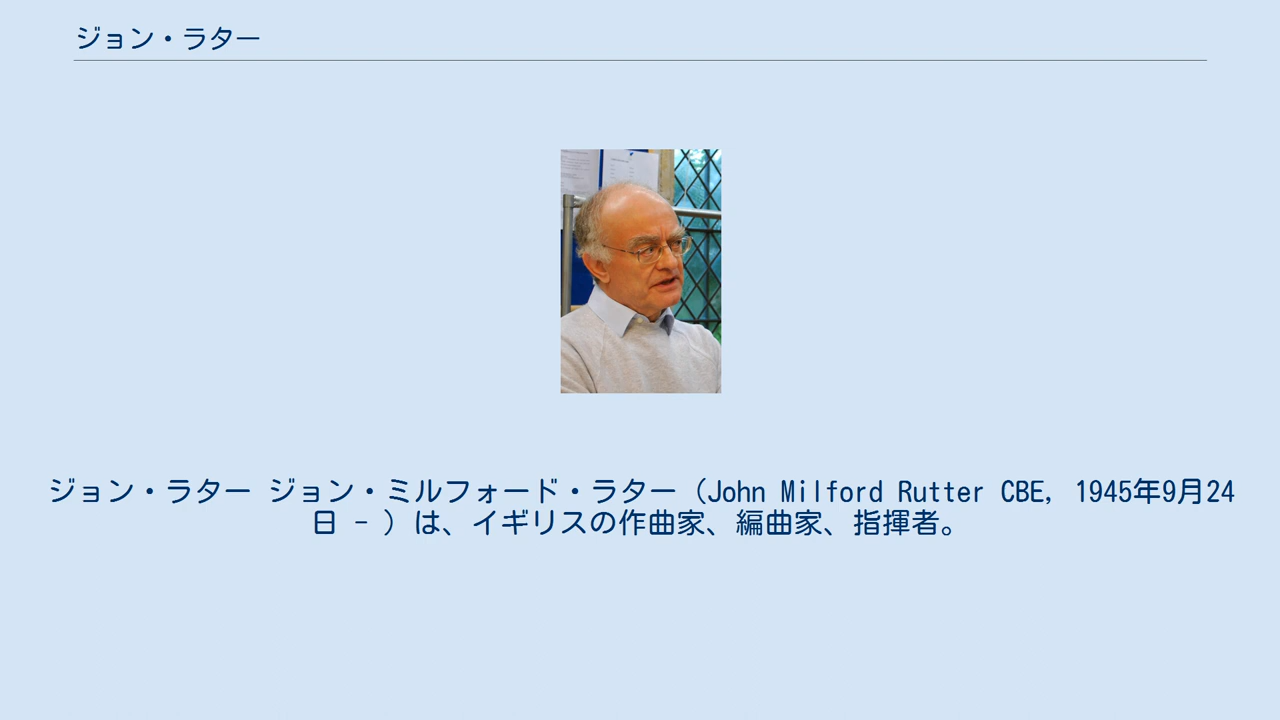 ジョン・ラター
ジョン・ラター ジョン・ミルフォード・ラター（John Milford Rutter CBE, 1945年9月24
日 - ）は、イギリスの作曲家、編曲家、指揮者。